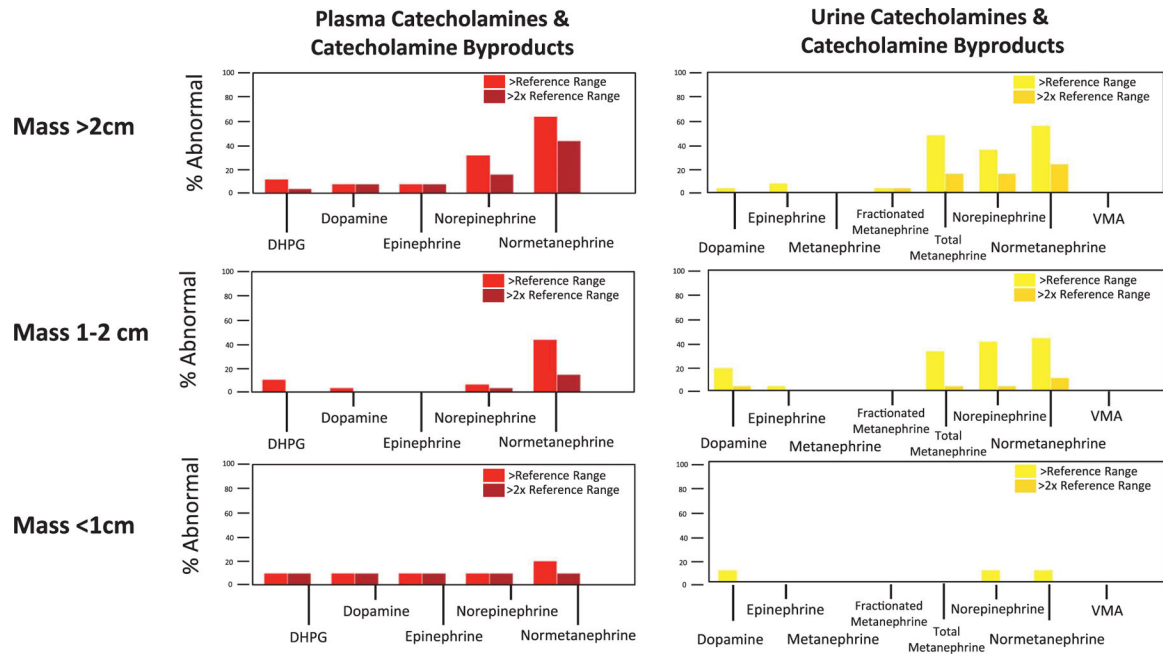 Plasma Catecholamines &
Catecholamine Byproducts
Urine Catecholamines &
Catecholamine Byproducts
Mass >2cm
% Abnormal
100
80
60
40
20
0
>Reference Range
>2x Reference Range
DHPG
Dopamine
Epinephrine
Norepinephrine
Normetanephrine
100
80
60
40
20
0
>Reference Range
>2x Reference Range
Dopamine
Epinephrine
Metanephrine
Fractionated
Metanephrine
Total
Metanephrine
Norepinephrine
Normetanephrine
VMA
Mass 1-2 cm
% Abnormal
100
80
60
40
20
0
>Reference Range
>2x Reference Range
DHPG
Dopamine
Epinephrine
Norepinephrine
Normetanephrine
100
80
60
40
20
0
>Reference Range
>2x Reference Range
Dopamine
Epinephrine
Metanephrine
Fractionated
Metanephrine
Total
Metanephrine
Norepinephrine
Normetanephrine
VMA
Mass <1cm
% Abnormal
100
80
60
40
20
0
>Reference Range
>2x Reference Range
DHPG
Dopamine
Epinephrine
Norepinephrine
Normetanephrine
100
80
60
40
20
0
>Reference Range
>2x Reference Range
Dopamine
Epinephrine
Metanephrine
Fractionated
Metanephrine
Total
Metanephrine
Norepinephrine
Normetanephrine
VMA